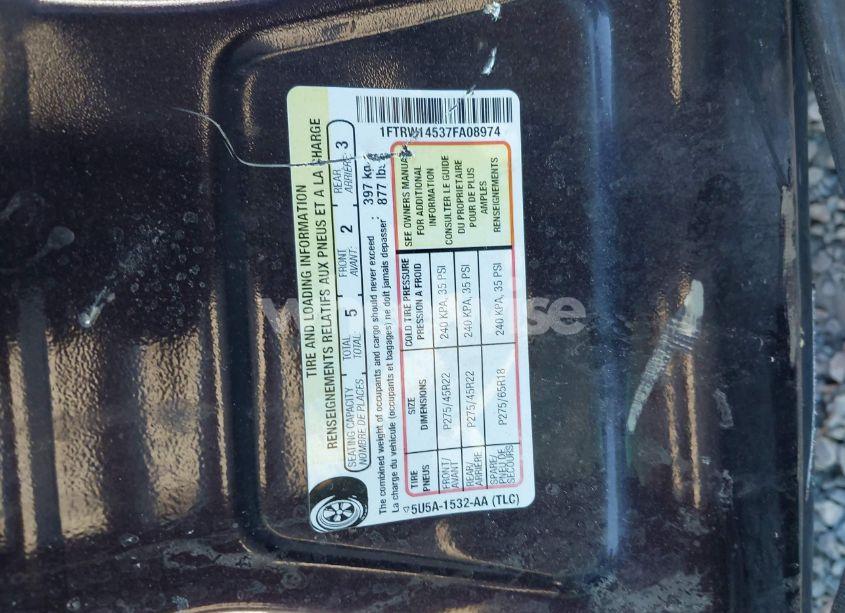 TIRE AND LOADING INFORMATION
RENSEIGNEMENTS RELATIFS AUX PNEUS ET A LA CHARGE
SEATING CAPACITY
NOMBRE DE PLACES
TOTAL
TOTAL: 5
FRONT
AVANT: 2
REAR
ARRIERE: 3
The combined weight of occupants and cargo should never exceed : 397 kg
La charge du véhicule (occupants et bagages) ne doit jamais dépasser 877 lbs
TIRE
PNEUS
SIZE
DIMENSIONS
COLD TIRE PRESSURE
PRESSION A FROID
FRONT/
AVANT
P275/45R22
240 KPA, 35 PSI
REAR/
ARRIÈRE
P275/45R22
240 KPA, 35 PSI
SPARE/
PNEU DE
SECOURS
P275/65R18
240 KPA, 35 PSI
SEE OWNERS MANUAL
FOR ADDITIONAL
INFORMATION
CONSULTER LE GUIDE
DU PROPRIETAIRE
POUR DE PLUS
AMPLES
RENSEIGNEMENTS
5U5A-1532-AA (TLC)
1FTRW14537FA08974